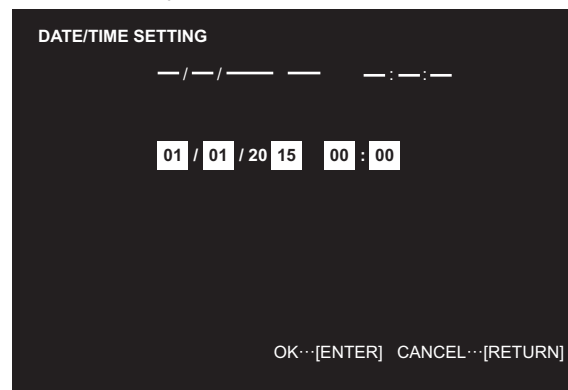 DATE/TIME SETTING
—/—/—— —— —:—:—
01 / 01 / 20 15 00 : 00
OK···[ENTER] CANCEL···[RETURN]